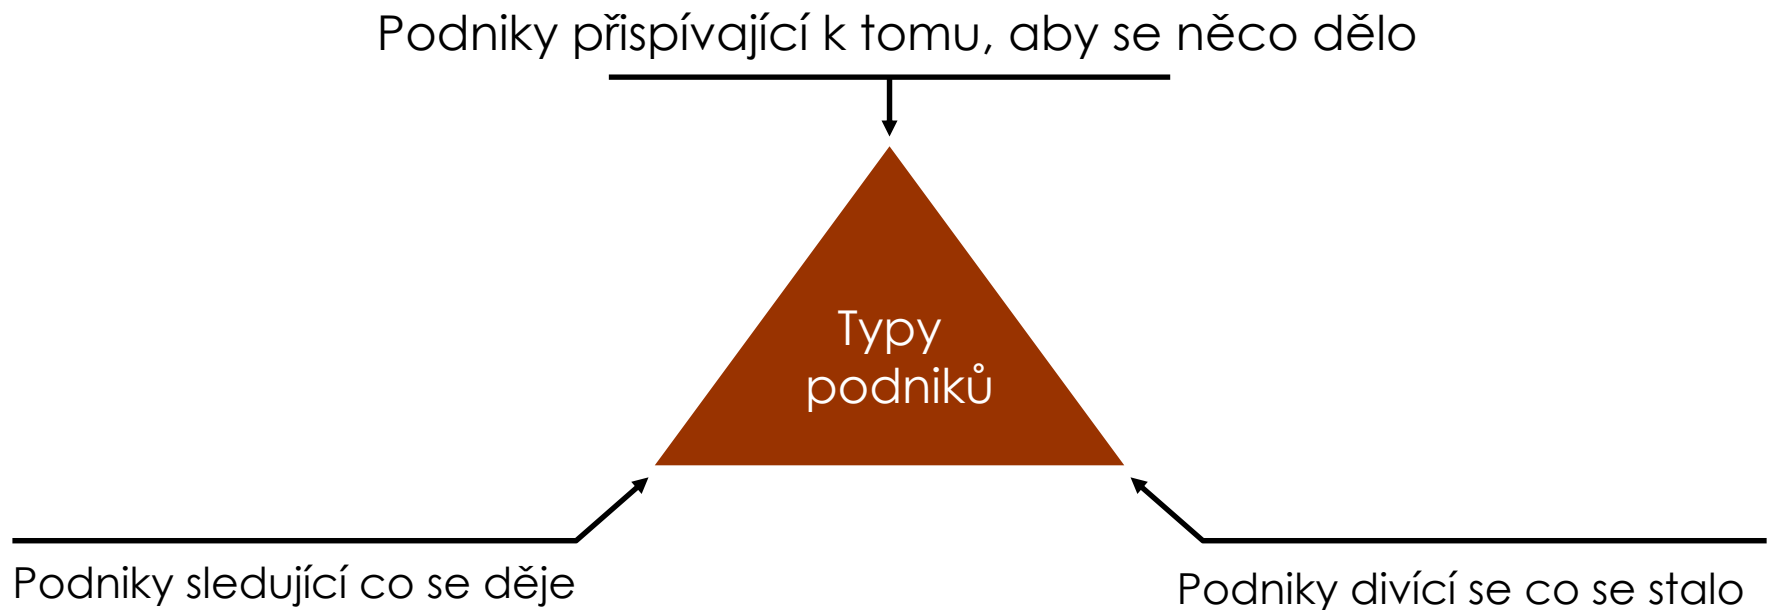 Podniky přispívající k tomu, aby se něco dělo
Typy
podniků
Podniky sledující co se děje
Podniky divící se co se stalo